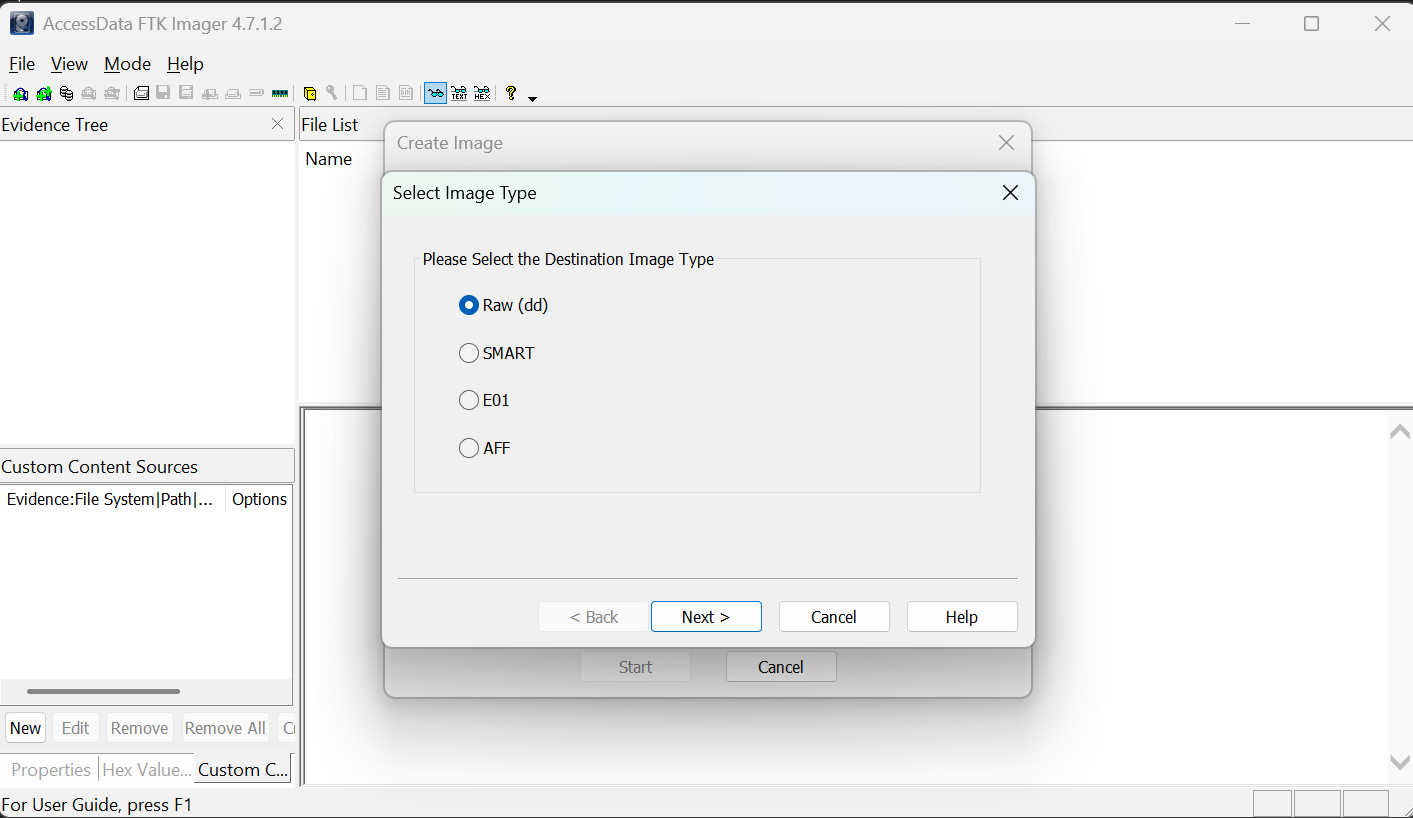 AccessData FTK Imager 4.7.1.2
File View Mode Help
TEXT HEX
Evidence Tree
File List
Name
Create Image
Select Image Type
Please Select the Destination Image Type
Raw (dd)
SMART
E01
AFF
< Back Next > Cancel Help
Start Cancel
Custom Content Sources
Evidence:File System|Path|... Options
New Edit Remove Remove All
Properties Hex Value... Custom C...
For User Guide, press F1